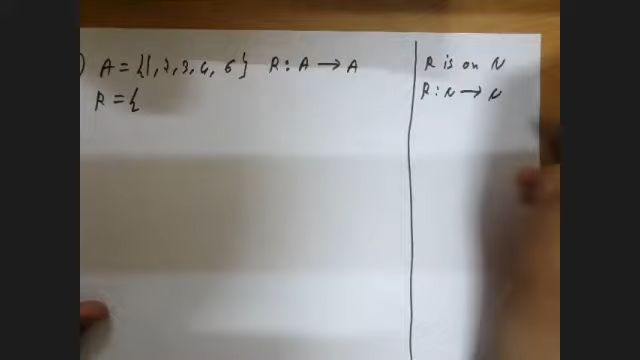 ) A = {1, 2, 3, 4, 6} R : A → A
R = {
R is on N
R : N → N